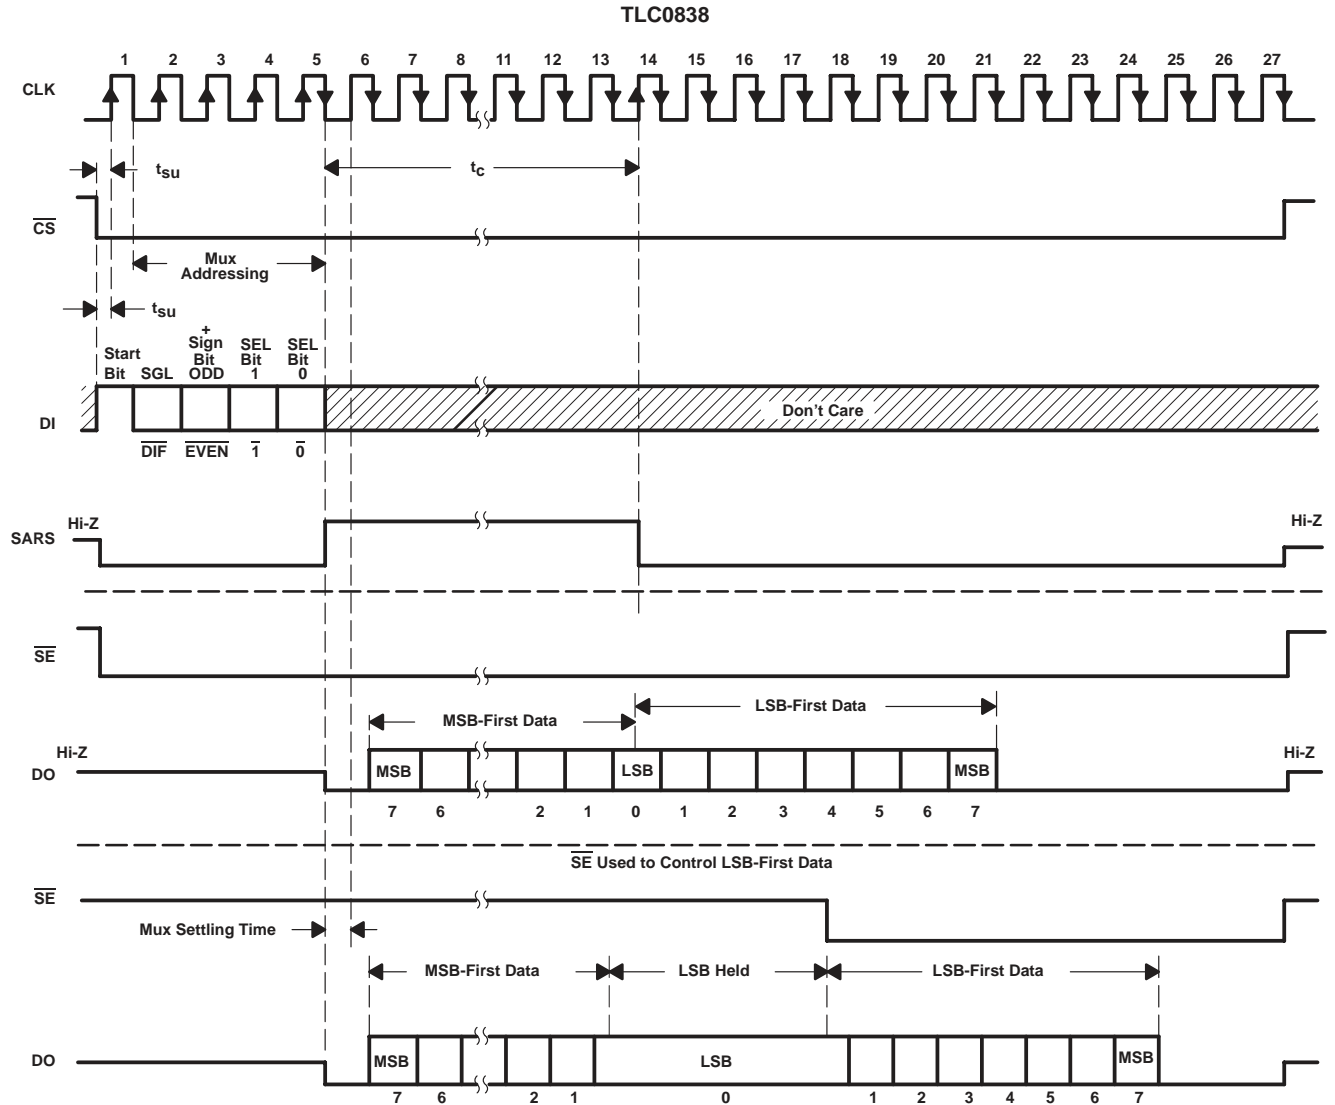 TLC0838
1 2 3 4 5 6 7 8 11 12 13 14 15 16 17 18 19 20 21 22 23 24 25 26 27
CLK
tsu
tc
CS
Mux
Addressing
tsu
+
Sign
Start Bit SEL SEL
Bit Bit
Bit SGL ODD 1 0
DI
Don't Care
DIF EVEN 1 0
Hi-Z
Hi-Z
SARS
SE
MSB-First Data
LSB-First Data
Hi-Z
Hi-Z
DO
MSB LSB MSB
7 6 2 1 0 1 2 3 4 5 6 7
SE Used to Control LSB-First Data
SE
Mux Settling Time
MSB-First Data LSB Held LSB-First Data
DO
MSB LSB MSB
7 6 2 1 0 1 2 3 4 5 6 7